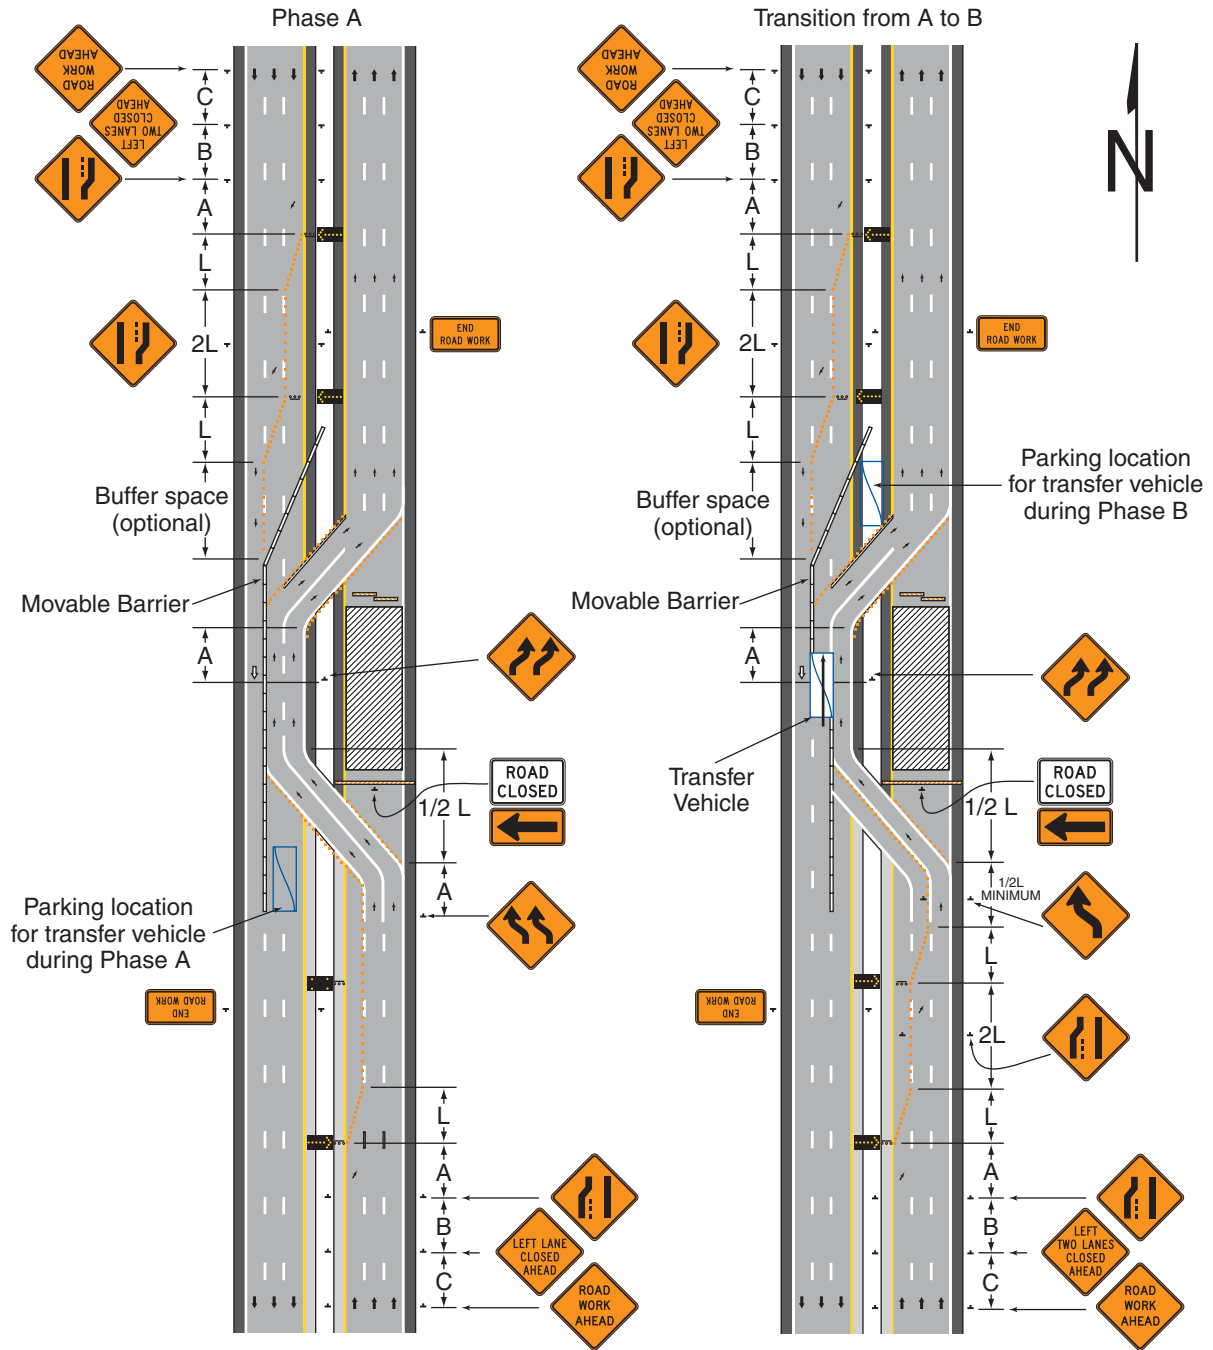 Phase A
Transition from A to B
ROAD
WORK
AHEAD
LEFT
TWO LANES
CLOSED
AHEAD
C
B
A
L
2L
L
END
ROAD WORK
Buffer space
(optional)
Movable Barrier
A
ROAD
CLOSED
1/2 L
A
Parking location
for transfer vehicle
during Phase A
END
ROAD WORK
L
A
B
C
LEFT LANE
CLOSED
AHEAD
ROAD
WORK
AHEAD
ROAD
WORK
AHEAD
LEFT
TWO LANES
CLOSED
AHEAD
C
B
A
L
2L
L
N
END
ROAD WORK
Parking location
for transfer vehicle
during Phase B
Buffer space
(optional)
Movable Barrier
A
Transfer
Vehicle
ROAD
CLOSED
1/2 L
1/2L
MINIMUM
L
END
ROAD WORK
2L
L
A
B
C
LEFT
TWO LANES
CLOSED
AHEAD
ROAD
WORK
AHEAD